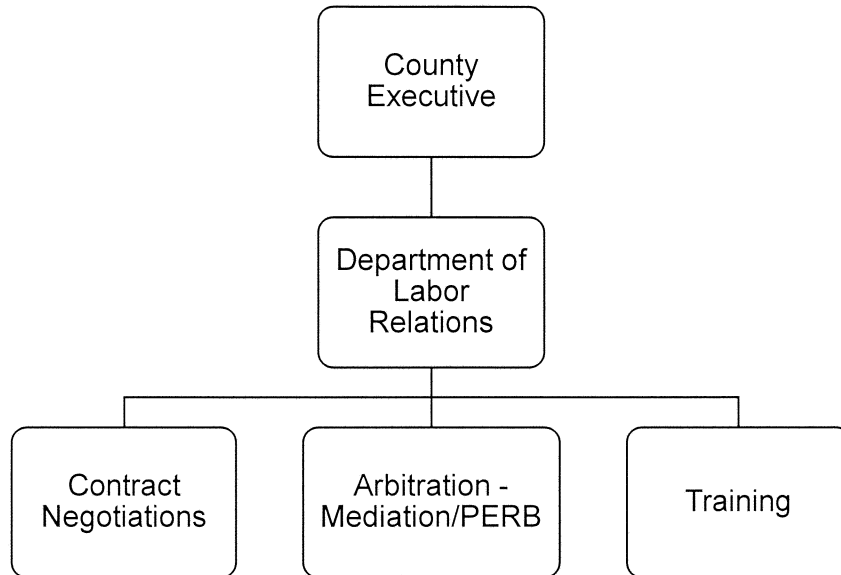 County
Executive
Department of
Labor
Relations
Contract
Negotiations
Arbitration -
Mediation/PERB
Training